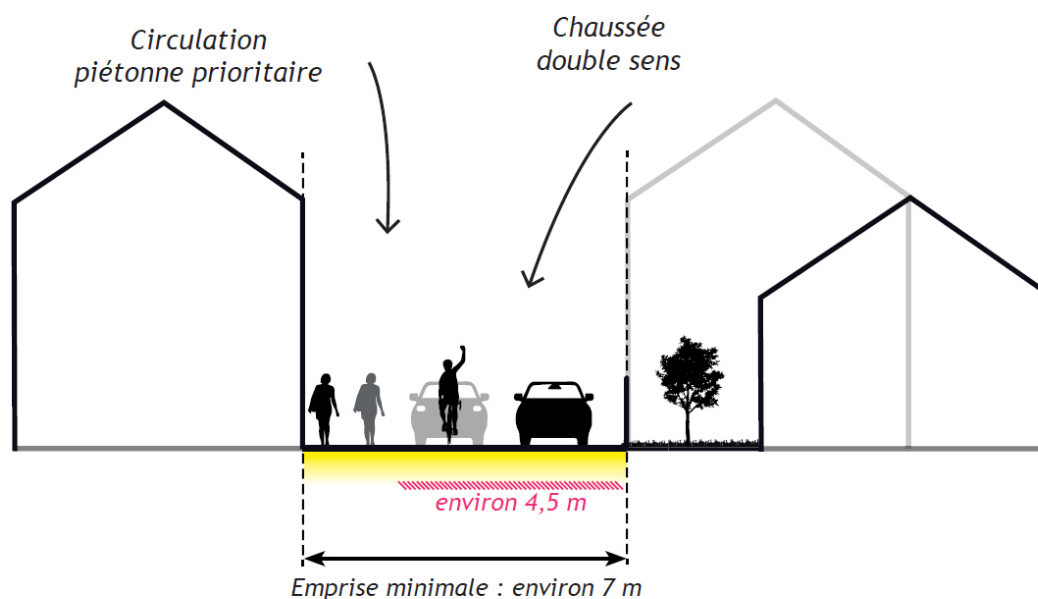 Circulation
piétonne prioritaire
Chaussée
double sens
environ 4,5 m
Emprise minimale : environ 7 m